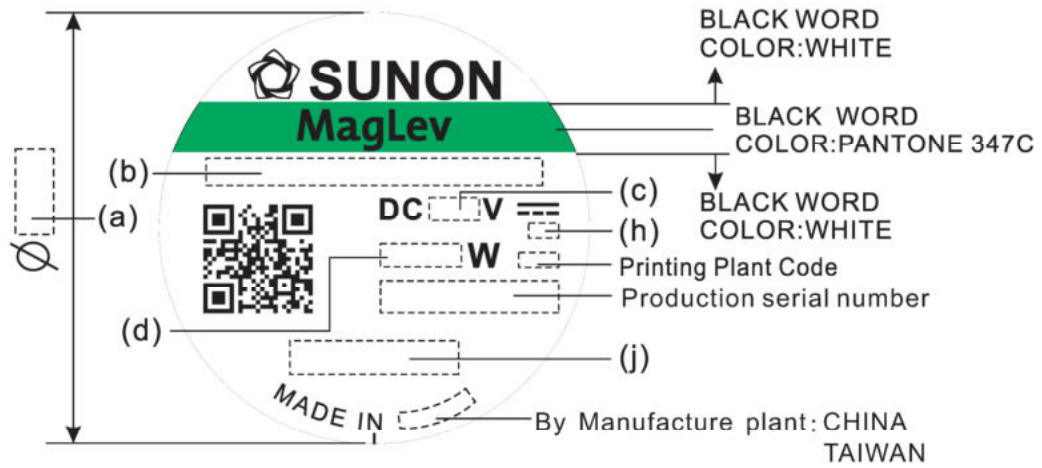 BLACK WORD
COLOR:WHITE
SUNON
MagLev
BLACK WORD
COLOR:PANTONE 347C
(b)
(c)
(a)
DC V
BLACK WORD
COLOR:WHITE
(h)
Ø
W
Printing Plant Code
Production serial number
(d)
(j)
MADE IN
By Manufacture plant: CHINA
TAIWAN